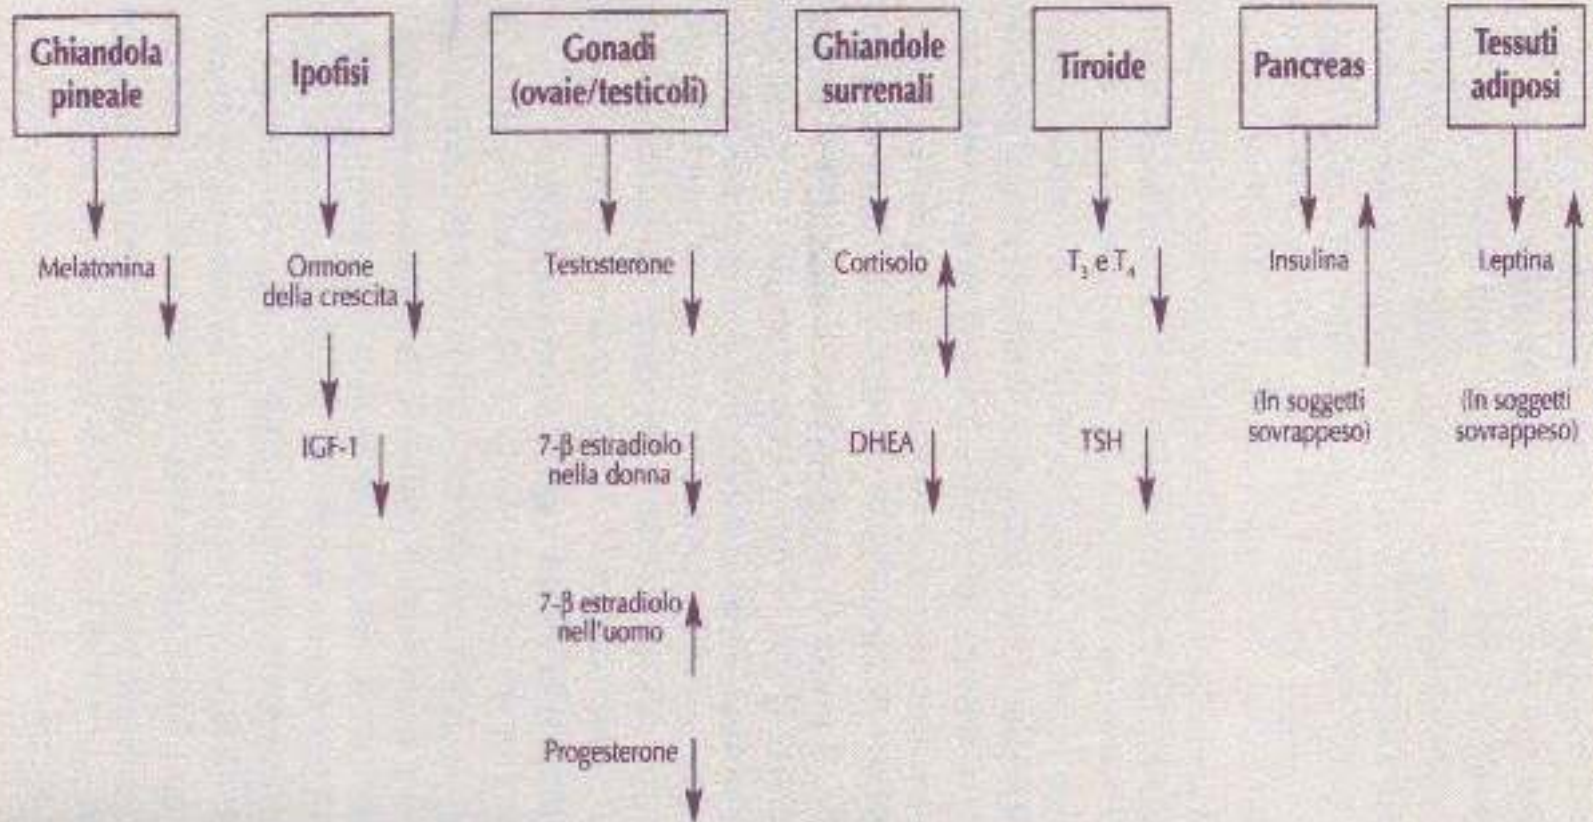 Ghiandola
pineale
Ipofisi
Gonadi
(ovaie/testicoli)
Ghiandole
surrenali
Tiroide
Pancreas
Tessuti
adiposi
Melatonina
Ormone
della crescita
IGF-1
Testosterone
7-β estradiolo
nella donna
7-β estradiolo
nell'uomo
Progesterone
Cortisolo
DHEA
T₃ e T₄
TSH
Insulina
(In soggetti
sovrappeso)
Leptina
(In soggetti
sovrappeso)